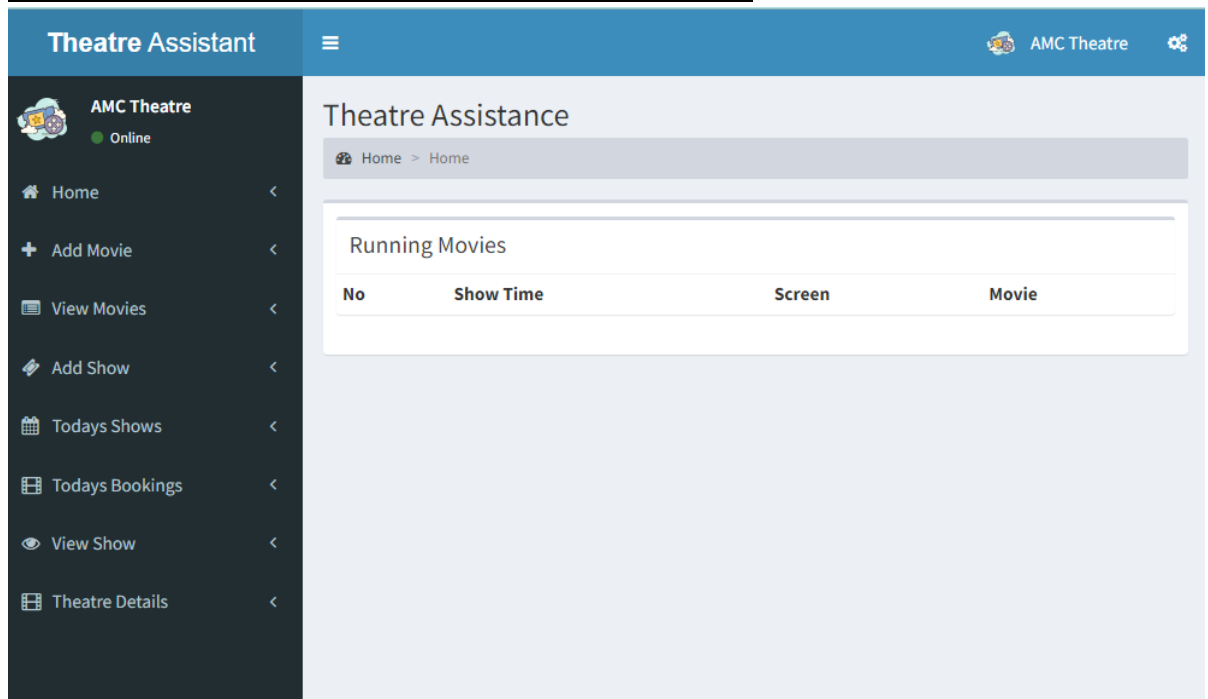 Theatre Assistant
AMC Theatre
AMC Theatre
Online
Home
Add Movie
View Movies
Add Show
Todays Shows
Todays Bookings
View Show
Theatre Details
Theatre Assistance
Home > Home
Running Movies
No Show Time Screen Movie